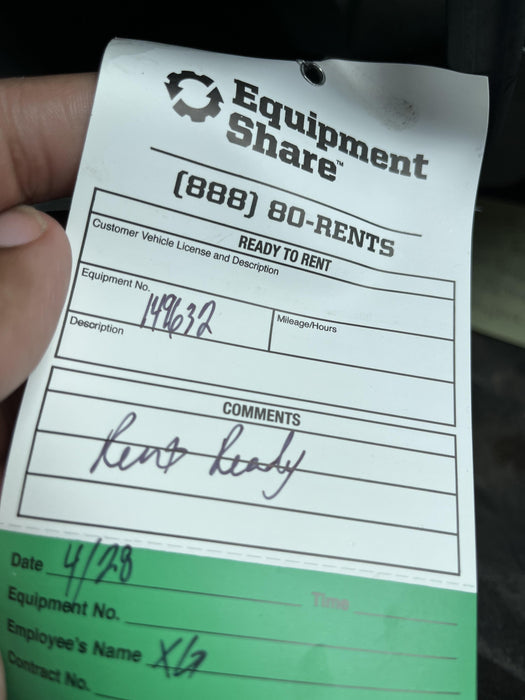 Equipment
Share™
(888) 80-RENTS
READY TO RENT
Customer Vehicle License and Description
Equipment No. 149632
Mileage/Hours
Description
COMMENTS
Rent Ready
Date 4/28
Time
Equipment No.
Employee's Name XG
Contract No.